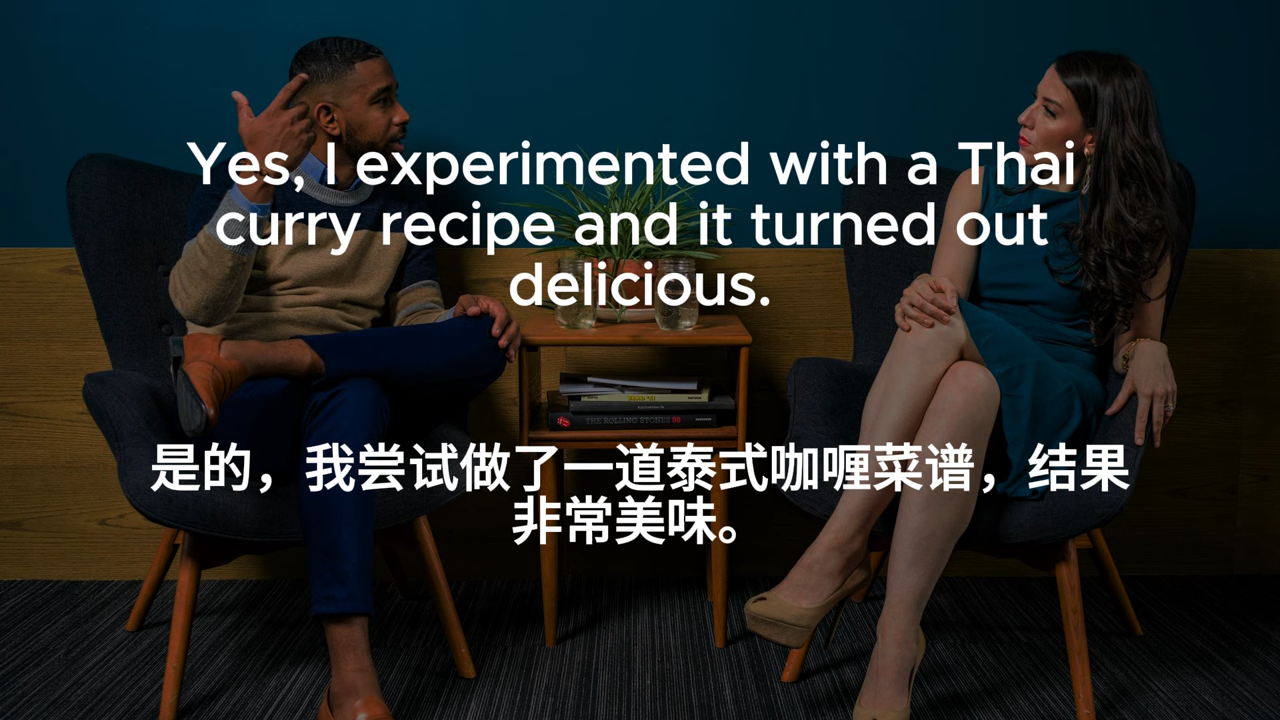 Yes, I experimented with a Thai
curry recipe and it turned out
delicious.
THE ROLLING STONES
是的，我尝试做了一道泰式咖喱菜谱，结果
非常美味。